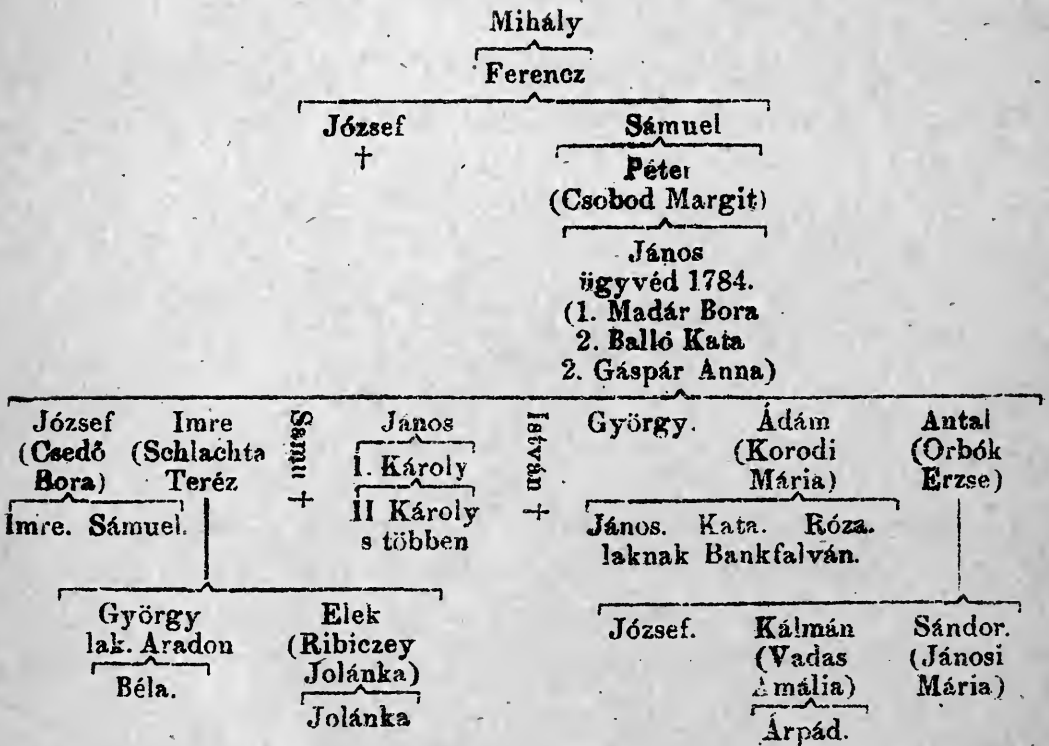 Mihály
Ferencz
József Sámuel
† Péter
(Csobod Margit)
János
ügyvéd 1784.
(1. Madár Bora
2. Balló Kata
2. Gáspár Anna)
József Imre Samu † János István † György. Ádám Antal
(Csedő (Schlachta I. Károly (Korodi (Orbók
Bora) Teréz II Károly Mária) Erzse)
Imre. Sámuel. s többen János. Kata. Róza.
laknak Bankfalván.
György Elek József. Kálmán Sándor.
lak. Aradon (Ribiczey (Vadas (Jánosi
Béla. Jolánka) Amália) Mária)
Jolánka Árpád.